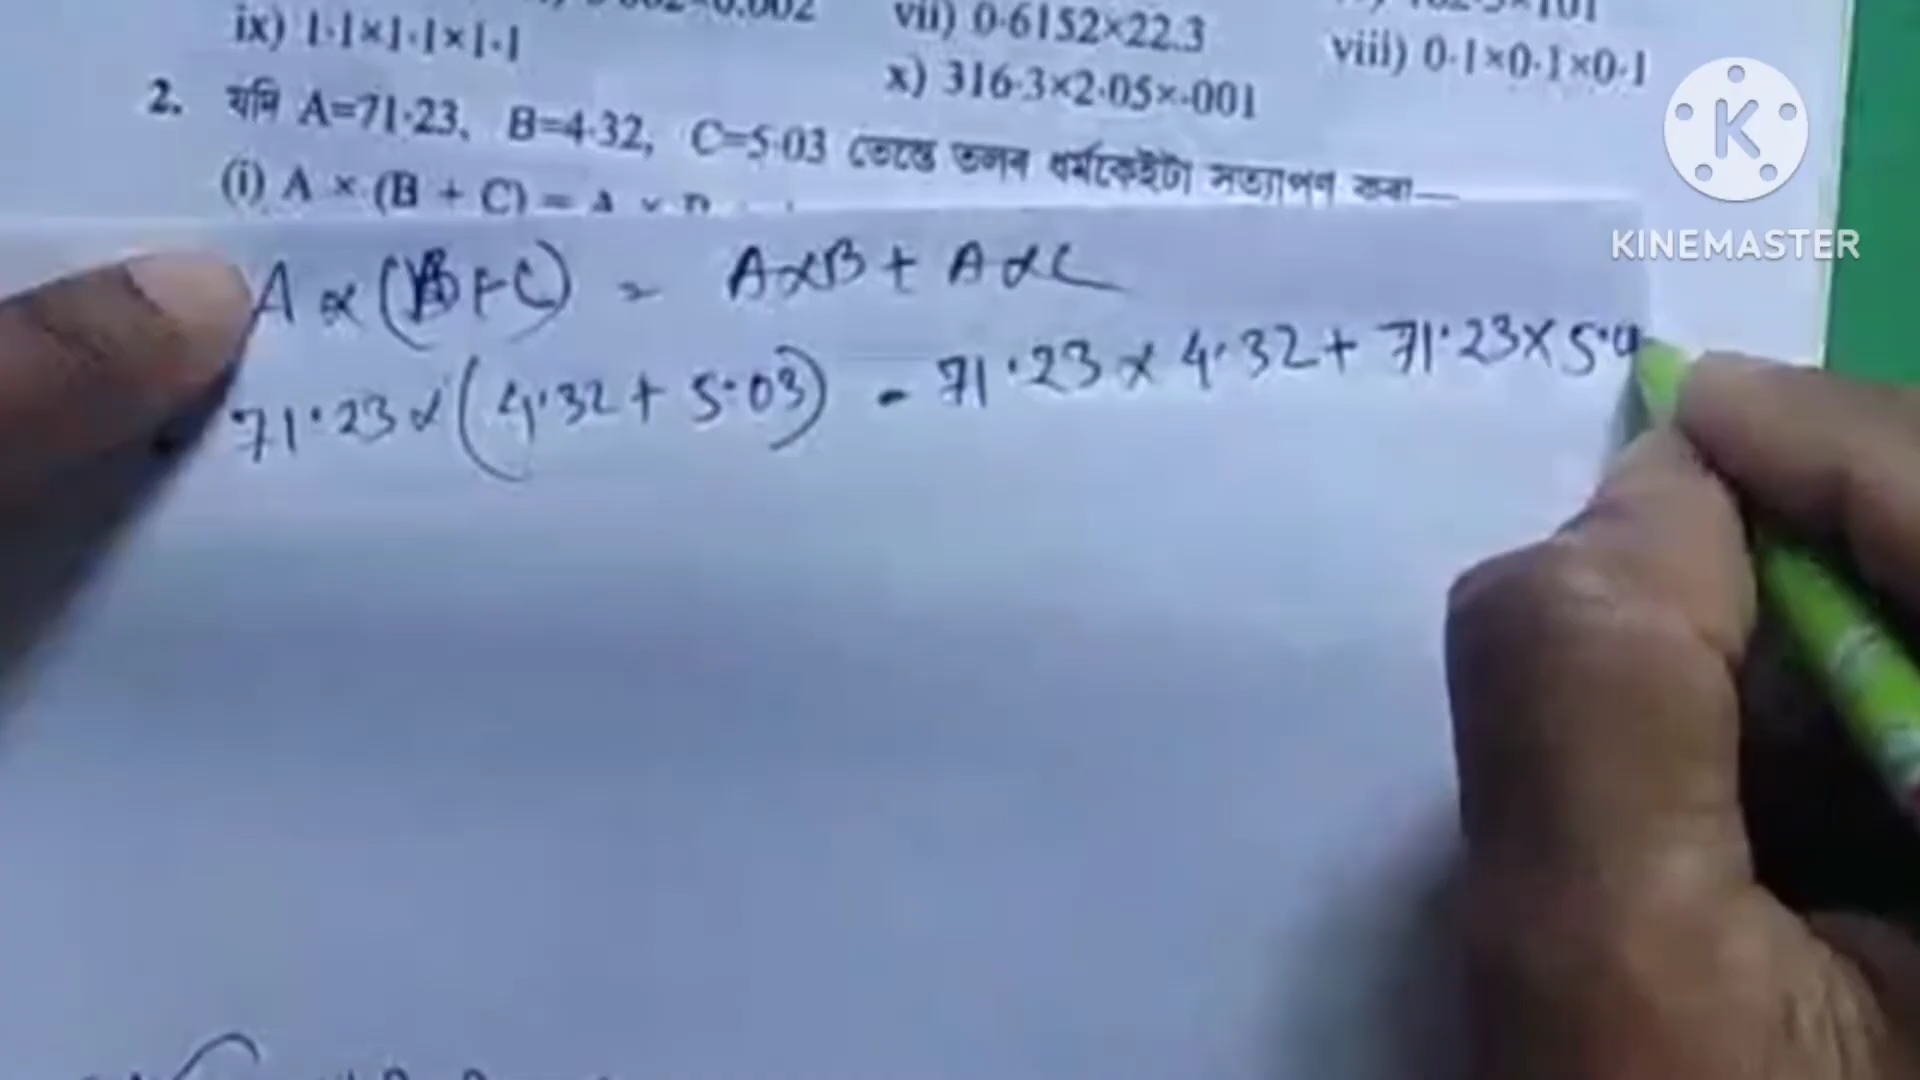 ×0.002
vii) 0·6152×22.3
ix) 1·1×1·1×1·1
viii) 0·1×0·1×0·1
x) 316·3×2·05×·001
2. যদি A=71·23, B=4·32, C=5·03 তেন্তে তলৰ ধৰ্মকেইটা সত্যাপণ কৰা—
(i) A × (B + C) = A × B
A × (B+C) = A×B + A×C
71·23×(4·32+5·03) = 71·23×4·32+71·23×5·0
K
KINEMASTER